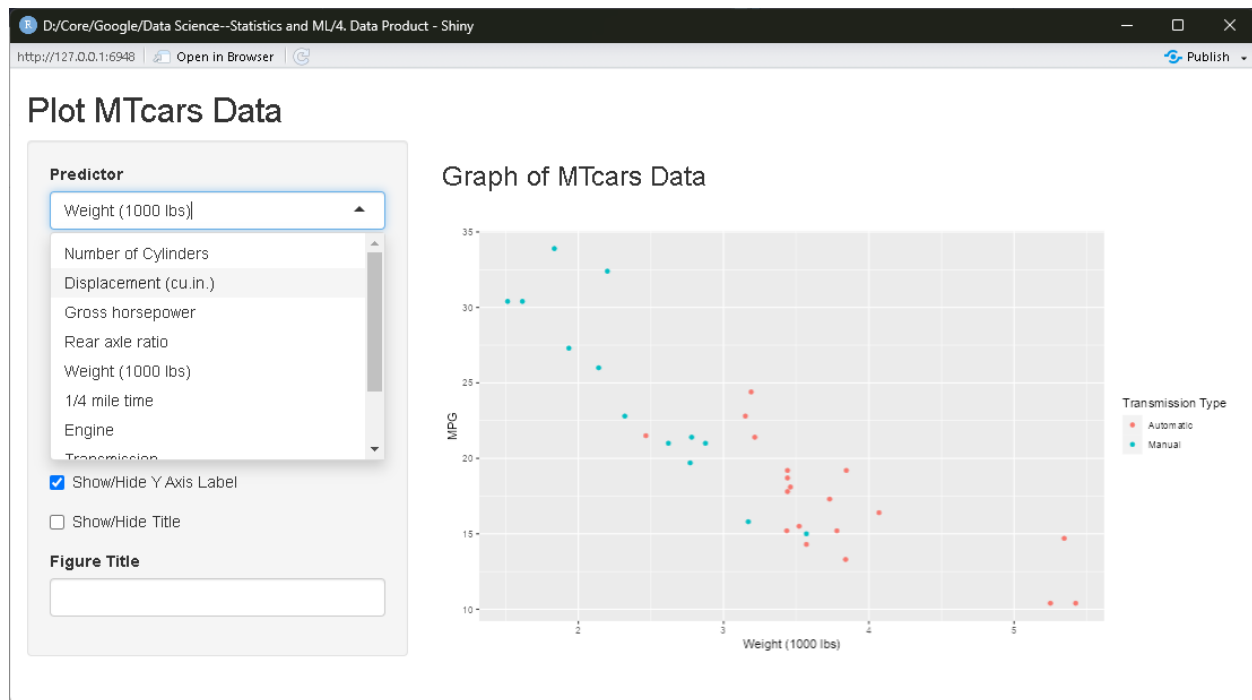 R D:/Core/Google/Data Science--Statistics and ML/4. Data Product - Shiny
http://127.0.0.1:6948 Open in Browser Publish
Plot MTcars Data
Predictor
Weight (1000 lbs)
Number of Cylinders
Displacement (cu.in.)
Gross horsepower
Rear axle ratio
Weight (1000 lbs)
1/4 mile time
Engine
Transmission
Show/Hide Y Axis Label
Show/Hide Title
Figure Title
Graph of MTcars Data
35
30
25
20
15
10
MPG
2 3 4 5
Weight (1000 lbs)
Transmission Type
Automatic
Manual